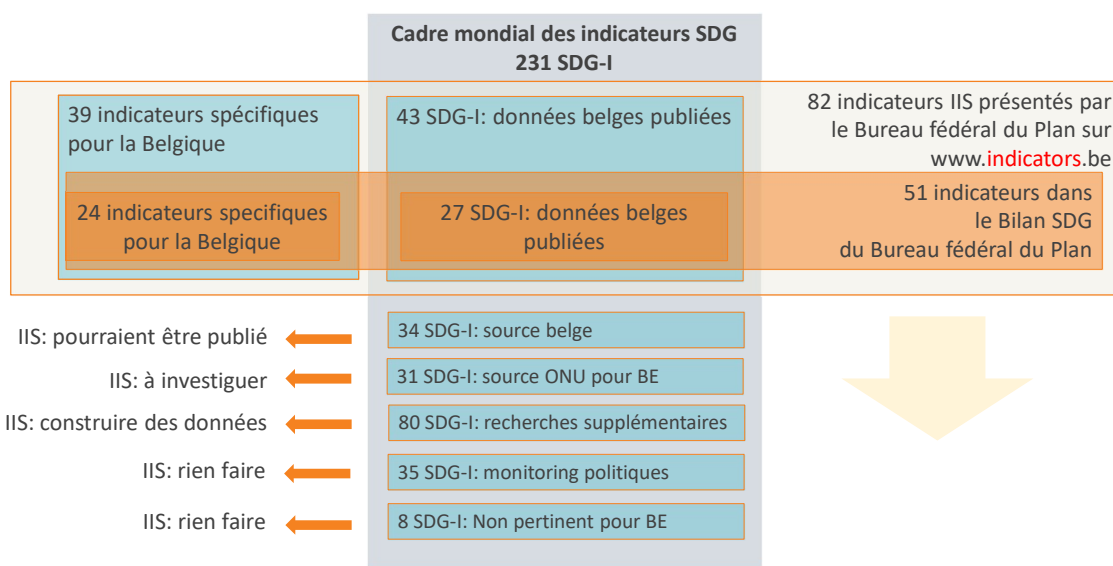 Cadre mondial des indicateurs SDG
231 SDG-I
39 indicateurs spécifiques
pour la Belgique
43 SDG-I: données belges publiées
82 indicateurs IIS présentés par
le Bureau fédéral du Plan sur
www.indicators.be
24 indicateurs specifiques
pour la Belgique
27 SDG-I: données belges
publiées
51 indicateurs dans
le Bilan SDG
du Bureau fédéral du Plan
IIS: pourraient être publié
34 SDG-I: source belge
IIS: à investiguer
31 SDG-I: source ONU pour BE
IIS: construire des données
80 SDG-I: recherches supplémentaires
IIS: rien faire
35 SDG-I: monitoring politiques
IIS: rien faire
8 SDG-I: Non pertinent pour BE